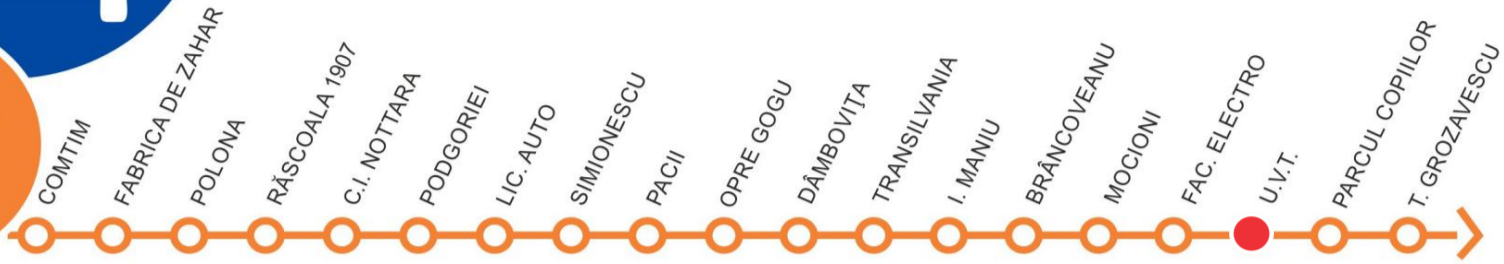 COMTIM
FABRICA DE ZAHAR
POLONA
RĂSCOALA 1907
C.I. NOTTARA
PODGORIEI
LIC. AUTO
SIMIONESCU
PACII
OPRE GOGU
DÂMBOVIȚA
TRANSILVANIA
I. MANIU
BRÂNCOVEANU
MOCIONI
FAC. ELECTRO
U.V.T.
PARCUL COPIILOR
T. GROZAVESCU